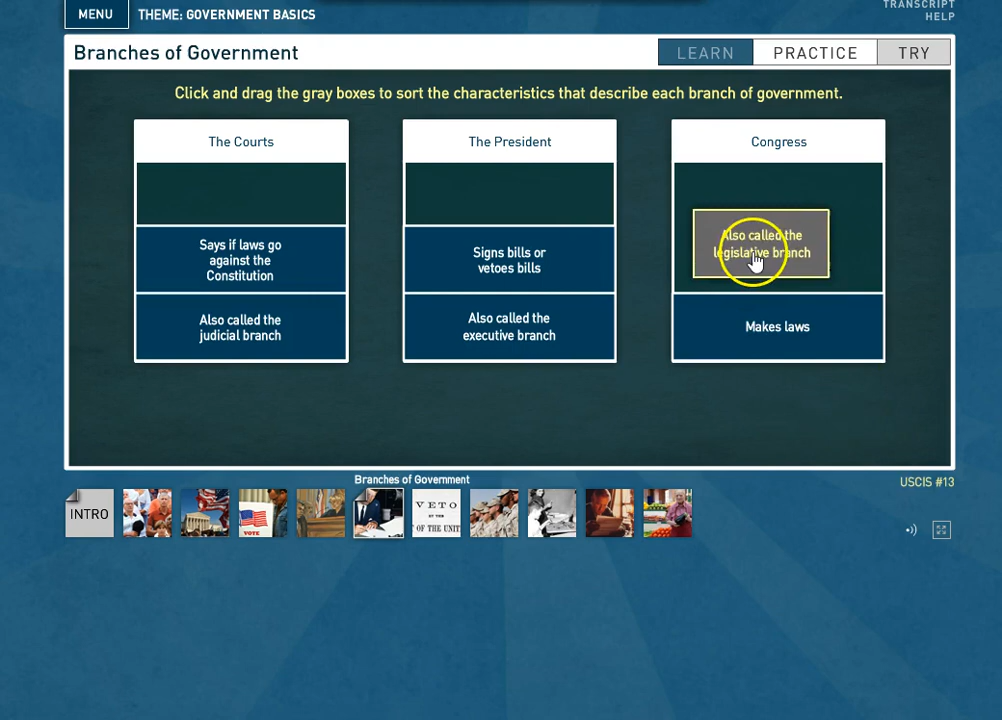 TRANSCRIPT
MENU
THEME: GOVERNMENT BASICS
HELP
Branches of Government
LEARN
PRACTICE
TRY
Click and drag the gray boxes to sort the characteristics that describe each branch of government.
The Courts
The President
Congress
Says if laws go
against the
Constitution
Signs bills or
vetoes bills
Also called the
legislative branch
Also called the
judicial branch
Also called the
executive branch
Makes laws
Branches of Government
USCIS #13
INTRO
VOTE
VETO
OF THE UNIT